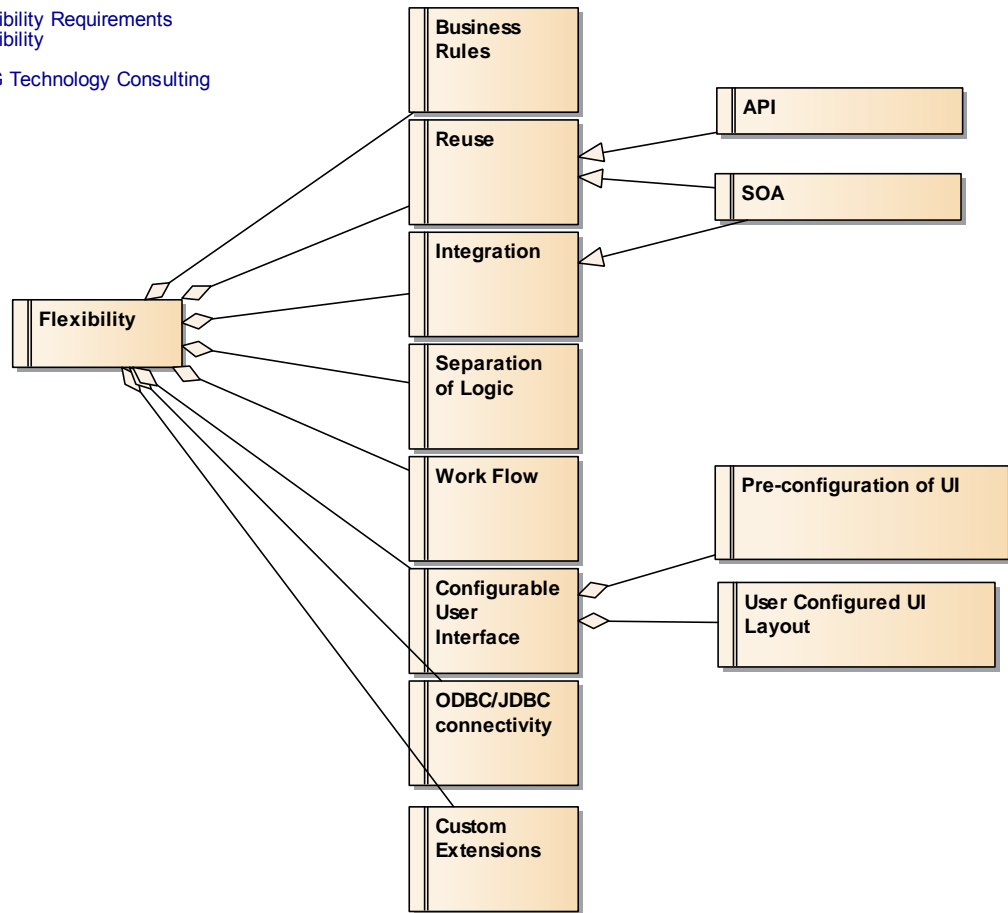 ibility Requirements
ibility
G Technology Consulting
Business
Rules
API
Reuse
SOA
Integration
Flexibility
Separation
of Logic
Work Flow
Pre-configuration of UI
Configurable
User
Interface
User Configured UI
Layout
ODBC/JDBC
connectivity
Custom
Extensions